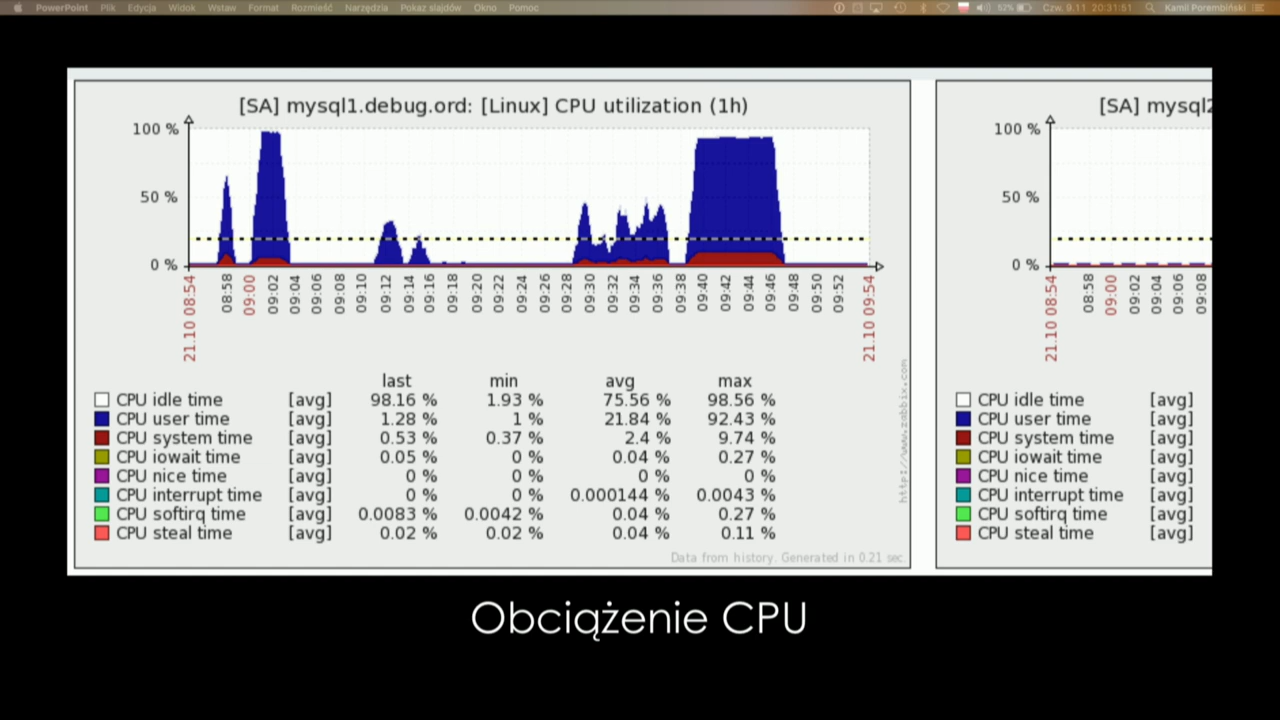 PowerPoint Plik Edycja Widok Wstaw Format Rozmieść Narzędzia Pokaz slajdów Okno Pomoc 52% Czw. 9.11 20:31:51 Kamil Porembiński
[SA] mysql1.debug.ord: [Linux] CPU utilization (1h)
100 %
50 %
0 %
21.10 08:54 08:58 09:00 09:02 09:04 09:06 09:08 09:10 09:12 09:14 09:16 09:18 09:20 09:22 09:24 09:26 09:28 09:30 09:32 09:34 09:36 09:38 09:40 09:42 09:44 09:46 09:48 09:50 09:52 21.10 09:54
last min avg max
CPU idle time [avg] 98.16 % 1.93 % 75.56 % 98.56 %
CPU user time [avg] 1.28 % 1 % 21.84 % 92.43 %
CPU system time [avg] 0.53 % 0.37 % 2.4 % 9.74 %
CPU iowait time [avg] 0.05 % 0 % 0.04 % 0.27 %
CPU nice time [avg] 0 % 0 % 0 % 0 %
CPU interrupt time [avg] 0 % 0 % 0.000144 % 0.0043 %
CPU softirq time [avg] 0.0083 % 0.0042 % 0.04 % 0.27 %
CPU steal time [avg] 0.02 % 0.02 % 0.04 % 0.11 %
http://www.zabbix.com
Data from history. Generated in 0.21 sec.
[SA] mysql2
100 %
50 %
0 %
21.10 08:54 08:58 09:00 09:02 09:04 09:06 09:08
CPU idle time [avg]
CPU user time [avg]
CPU system time [avg]
CPU iowait time [avg]
CPU nice time [avg]
CPU interrupt time [avg]
CPU softirq time [avg]
CPU steal time [avg]
Obciążenie CPU